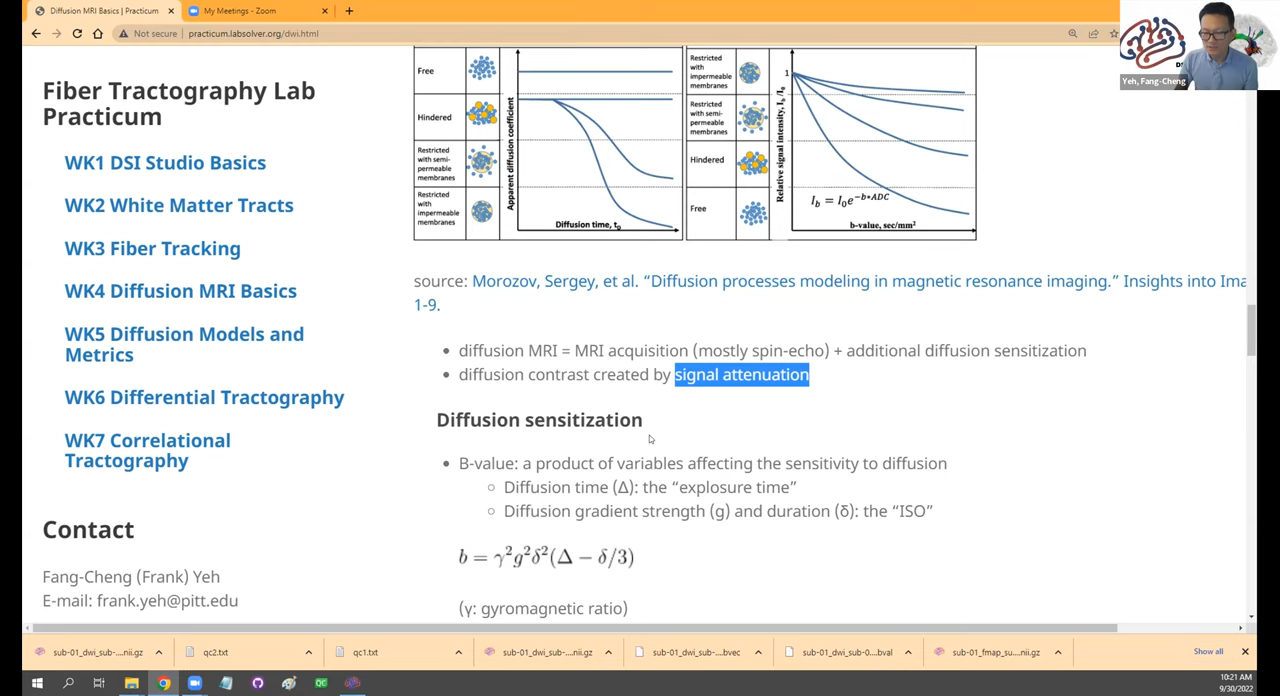 Diffusion MRI Basics | Practicum
My Meetings - Zoom
Not secure
practicum.labsolver.org/dwi.html
Yeh, Fang-Cheng
Fiber Tractography Lab
Practicum
WK1 DSI Studio Basics
WK2 White Matter Tracts
WK3 Fiber Tracking
WK4 Diffusion MRI Basics
WK5 Diffusion Models and
Metrics
WK6 Differential Tractography
WK7 Correlational
Tractography
Contact
Fang-Cheng (Frank) Yeh
E-mail: frank.yeh@pitt.edu
Free
Hindered
Restricted
with semi-
permeable
membranes
Restricted
with
impermeable
membranes
Apparent diffusion coefficient
Diffusion time, t_D
Restricted
with
impermeable
membranes
Restricted
with semi-
permeable
membranes
Hindered
Free
Relative signal intensity, I_b /I_0
1
I_b = I_0e^{-b*ADC}
b-value, sec/mm²
source: Morozov, Sergey, et al. “Diffusion processes modeling in magnetic resonance imaging.” Insights into Ima
1-9.
• diffusion MRI = MRI acquisition (mostly spin-echo) + additional diffusion sensitization
• diffusion contrast created by signal attenuation
Diffusion sensitization
• B-value: a product of variables affecting the sensitivity to diffusion
○ Diffusion time (Δ): the “explosure time”
○ Diffusion gradient strength (g) and duration (δ): the “ISO”
b = γ²g²δ²(Δ − δ/3)
(γ: gyromagnetic ratio)
sub-01_dwi_sub-....nii.gz
qc2.txt
qc1.txt
sub-01_dwi_sub-....nii.gz
sub-01_dwi_sub-....bvec
sub-01_dwi_sub-0....bval
sub-01_fmap_su....nii.gz
Show all
QC
10:21 AM
9/30/2022